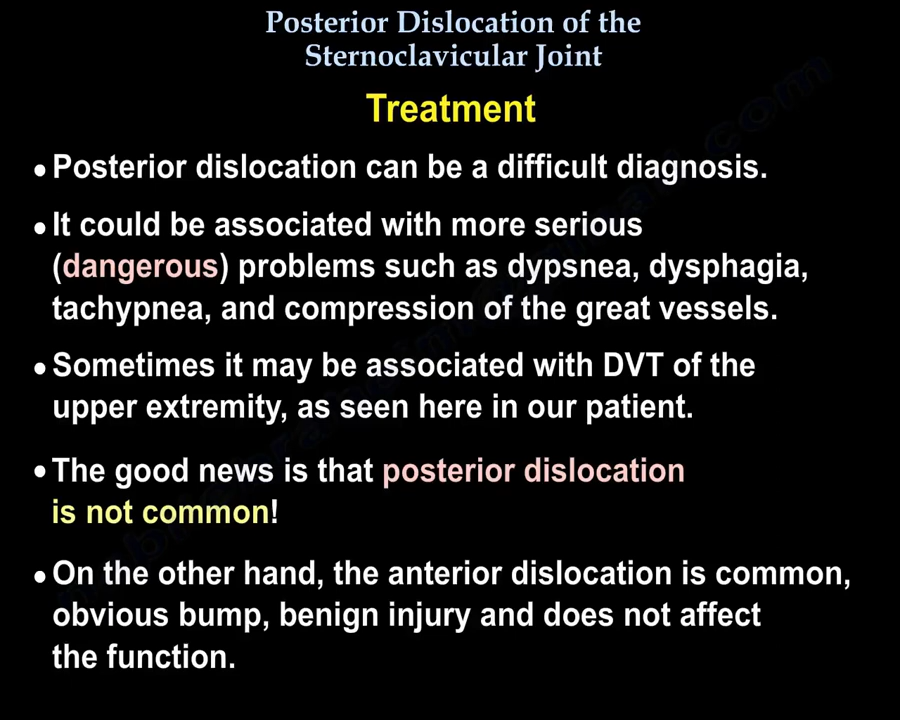 Posterior Dislocation of the
Sternoclavicular Joint
Treatment
• Posterior dislocation can be a difficult diagnosis.
• It could be associated with more serious
(dangerous) problems such as dypsnea, dysphagia,
tachypnea, and compression of the great vessels.
• Sometimes it may be associated with DVT of the
upper extremity, as seen here in our patient.
• The good news is that posterior dislocation
is not common!
• On the other hand, the anterior dislocation is common,
obvious bump, benign injury and does not affect
the function.